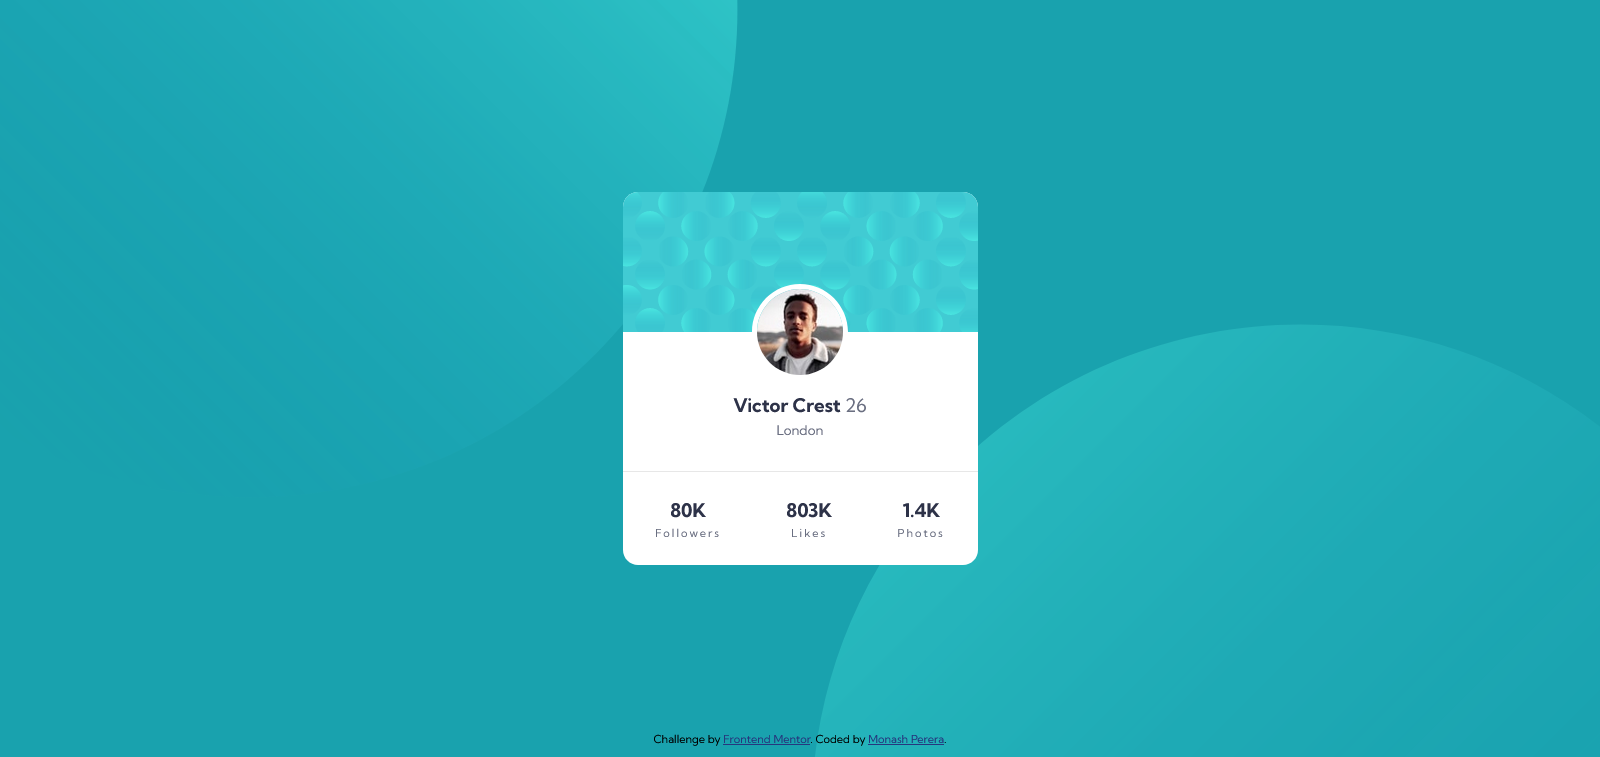 Victor Crest 26
London
80K 803K 1.4K
Followers Likes Photos
Challenge by Frontend Mentor. Coded by Monash Perera.